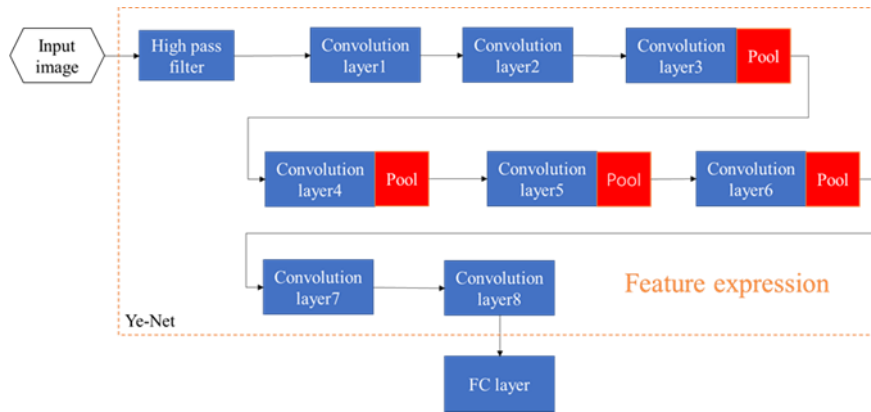 Input
image
High pass
filter
Convolution
layer1
Convolution
layer2
Convolution
layer3
Pool
Convolution
layer4
Pool
Convolution
layer5
Pool
Convolution
layer6
Pool
Convolution
layer7
Convolution
layer8
Feature expression
Ye-Net
FC layer